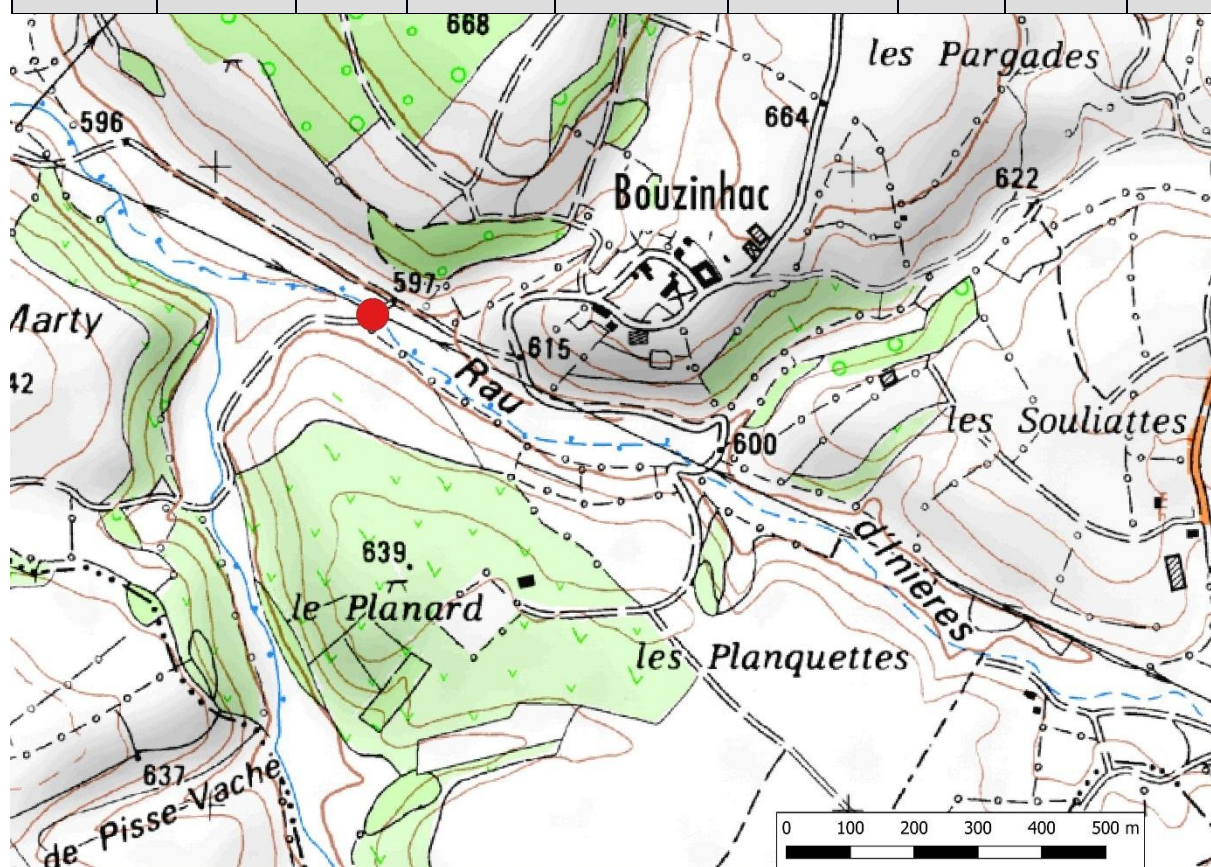 668
les Pargades
596
664
622
Bouzinhac
597
Marty
615
42
Rau
les Souliattes
600
d'Inières
639
le Planard
les Planquettes
637
de Pisse-Vache
0 100 200 300 400 500 m